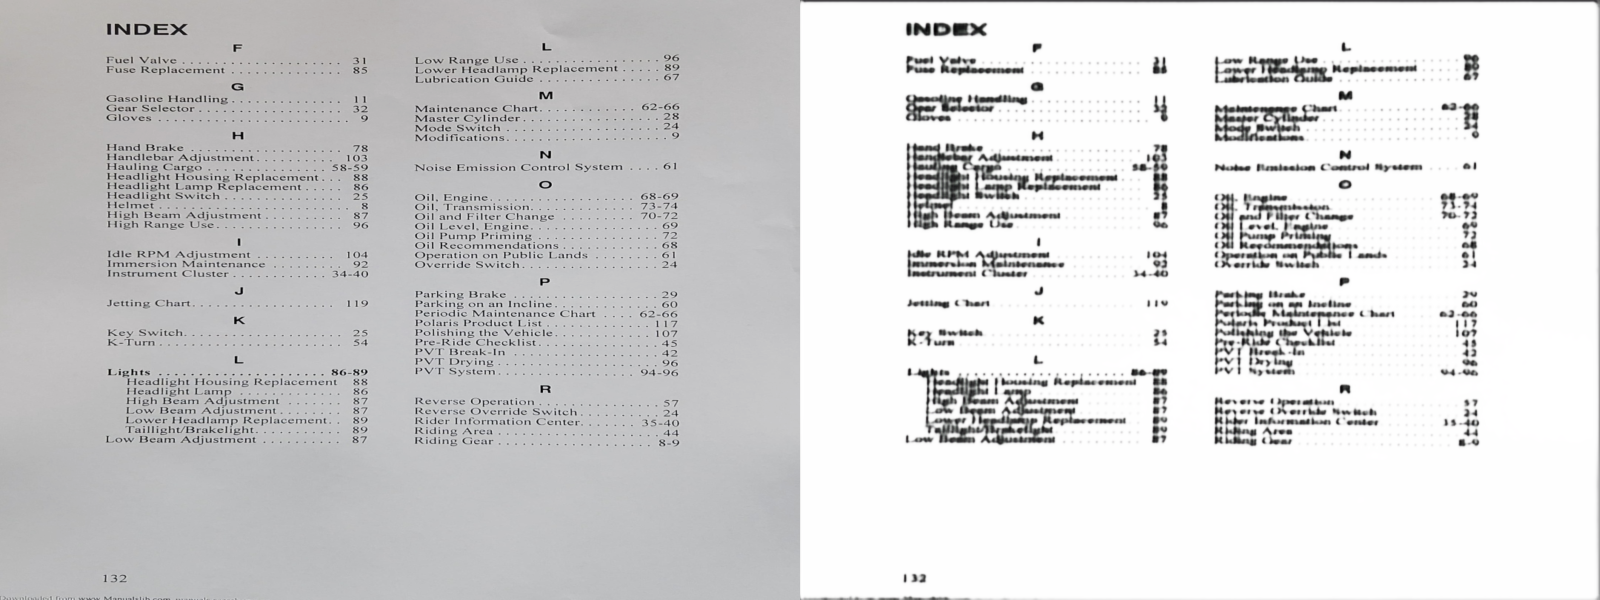 INDEX
F
Fuel Valve 31
Fuse Replacement 85
G
Gasoline Handling 11
Gear Selector 32
Gloves 9
H
Hand Brake 78
Handlebar Adjustment 103
Hauling Cargo 58-59
Headlight Housing Replacement 88
Headlight Lamp Replacement 86
Headlight Switch 25
Helmet 8
High Beam Adjustment 87
High Range Use 96
I
Idle RPM Adjustment 104
Immersion Maintenance 92
Instrument Cluster 34-40
J
Jetting Chart 119
K
Key Switch 25
K-Turn 54
L
Lights 86-89
Headlight Housing Replacement 88
Headlight Lamp 86
High Beam Adjustment 87
Low Beam Adjustment 87
Lower Headlamp Replacement 89
Taillight/Brakelight 89
Low Beam Adjustment 87
L
Low Range Use 96
Lower Headlamp Replacement 89
Lubrication Guide 67
M
Maintenance Chart 62-66
Master Cylinder 28
Mode Switch 24
Modifications 9
N
Noise Emission Control System 61
O
Oil, Engine 68-69
Oil, Transmission 73-74
Oil and Filter Change 70-72
Oil Level, Engine 69
Oil Pump Priming 72
Oil Recommendations 68
Operation on Public Lands 61
Override Switch 24
P
Parking Brake 29
Parking on an Incline 60
Periodic Maintenance Chart 62-66
Polaris Product List 117
Polishing the Vehicle 107
Pre-Ride Checklist 45
PVT Break-In 42
PVT Drying 96
PVT System 94-96
R
Reverse Operation 57
Reverse Override Switch 24
Rider Information Center 35-40
Riding Area 44
Riding Gear 8-9
132
INDEX
F
Fuel Valve 31
Fuse Replacement 85
G
Gasoline Handling 11
Gear Selector 32
Gloves 9
H
Hand Brake 78
Handlebar Adjustment 103
Hauling Cargo 58-59
Headlight Housing Replacement 88
Headlight Lamp Replacement 86
Headlight Switch 25
Helmet 8
High Beam Adjustment 87
High Range Use 96
I
Idle RPM Adjustment 104
Immersion Maintenance 92
Instrument Cluster 34-40
J
Jetting Chart 119
K
Key Switch 25
K-Turn 54
L
Lights 86-89
Headlight Housing Replacement 88
Headlight Lamp 86
High Beam Adjustment 87
Low Beam Adjustment 87
Lower Headlamp Replacement 89
Taillight/Brakelight 89
Low Beam Adjustment 87
L
Low Range Use 96
Lower Headlamp Replacement 89
Lubrication Guide 67
M
Maintenance Chart 62-66
Master Cylinder 28
Mode Switch 24
Modifications 9
N
Noise Emission Control System 61
O
Oil, Engine 68-69
Oil, Transmission 73-74
Oil and Filter Change 70-72
Oil Level, Engine 69
Oil Pump Priming 72
Oil Recommendations 68
Operation on Public Lands 61
Override Switch 24
P
Parking Brake 29
Parking on an Incline 60
Periodic Maintenance Chart 62-66
Polaris Product List 117
Polishing the Vehicle 107
Pre-Ride Checklist 45
PVT Break-In 42
PVT Drying 96
PVT System 94-96
R
Reverse Operation 57
Reverse Override Switch 24
Rider Information Center 35-40
Riding Area 44
Riding Gear 8-9
132